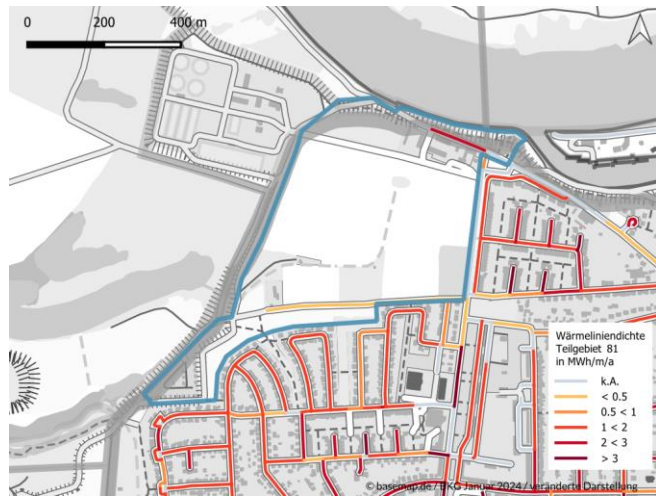 0 200 400 m
Wärmeliniendichte
Teilgebiet 81
in MWh/m/a
k.A.
< 0.5
0.5 < 1
1 < 2
2 < 3
> 3
© basemap.de / BKG Januar 2024 / veränderte Darstellung